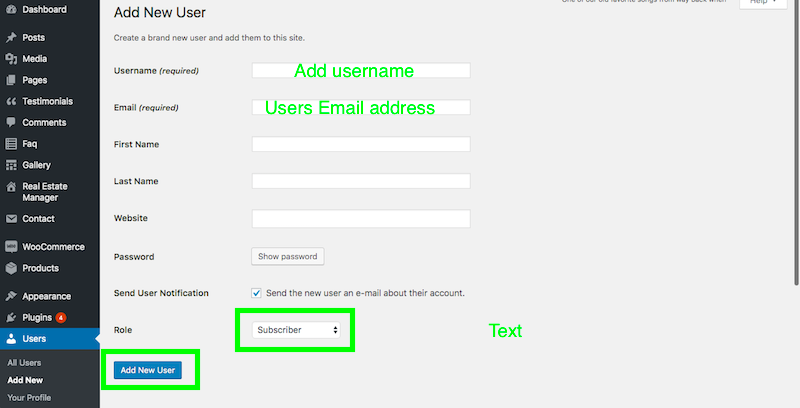 Dashboard
Posts
Media
Pages
Testimonials
Comments
Faq
Gallery
Real Estate
Manager
Contact
WooCommerce
Products
Appearance
Plugins 4
Users
All Users
Add New
Your Profile
One of our old favorite songs from way back when
Help
Add New User
Create a brand new user and add them to this site.
Username (required) Add username
Email (required) Users Email address
First Name
Last Name
Website
Password Show password
Send User Notification Send the new user an e-mail about their account.
Role Subscriber Text
Add New User